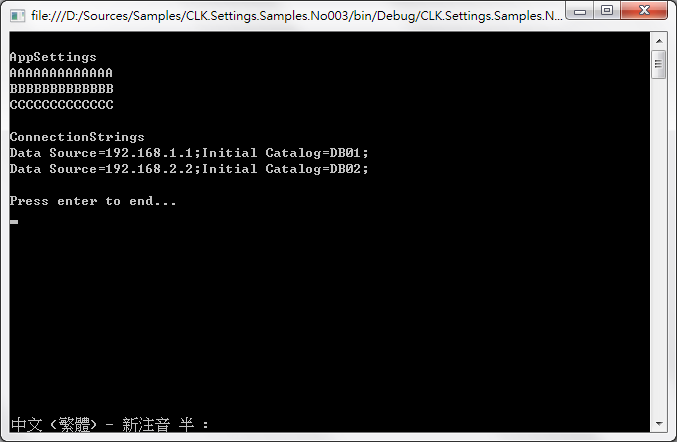 file:///D:/Sources/Samples/CLK.Settings.Samples.No003/bin/Debug/CLK.Settings.Samples.N...
AppSettings
AAAAAAAAAAAAA
BBBBBBBBBBBBB
CCCCCCCCCCCCC
ConnectionStrings
Data Source=192.168.1.1;Initial Catalog=DB01;
Data Source=192.168.2.2;Initial Catalog=DB02;
Press enter to end...
中文 (繁體) - 新注音 半 :